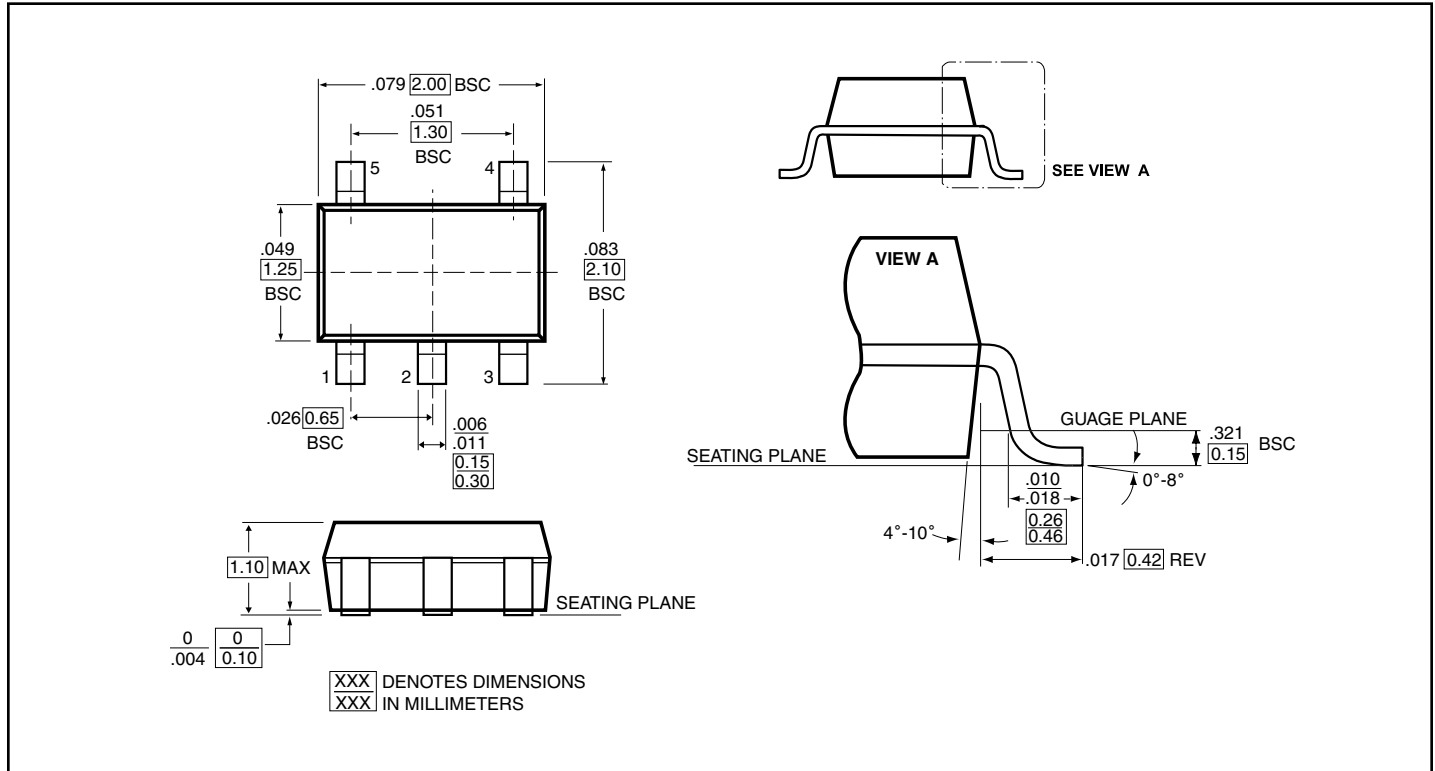 .079 2.00 BSC
.051
1.30
BSC
5 4
.049
1.25
BSC
.083
2.10
BSC
1 2 3
.026 0.65
BSC
.006
.011
0.15
0.30
1.10 MAX
SEATING PLANE
0 0
.004 0.10
XXX DENOTES DIMENSIONS
XXX IN MILLIMETERS
SEE VIEW A
VIEW A
GUAGE PLANE
.321
0.15
BSC
SEATING PLANE
0°-8°
.010
.018
0.26
0.46
4°-10°
.017 0.42 REV